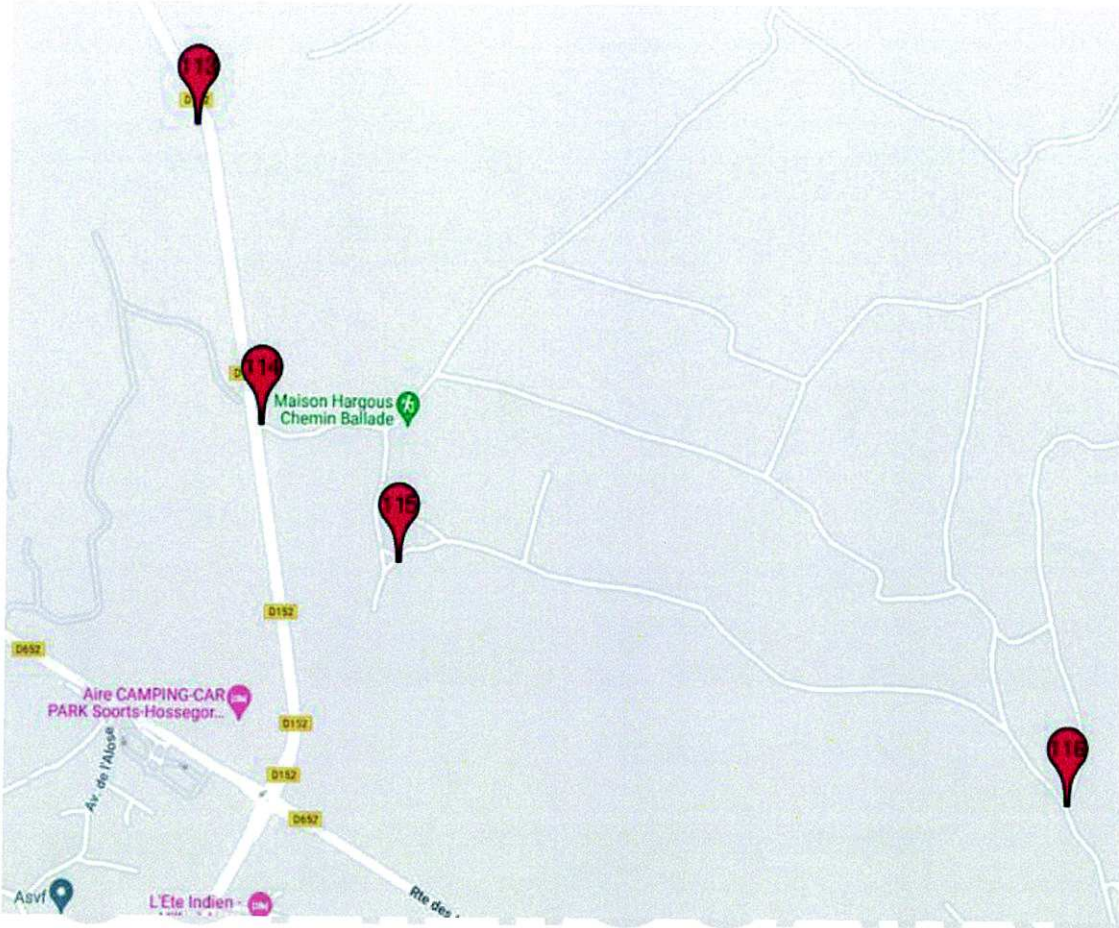 113
114
Maison Hargous
Chemin Ballade
115
D152
D652
Aire CAMPING-CAR
PARK Soorts-Hossegor...
D152
Av. de l'Alose
D152
D652
116
Asvf
L'Ete Indien -
Rte des